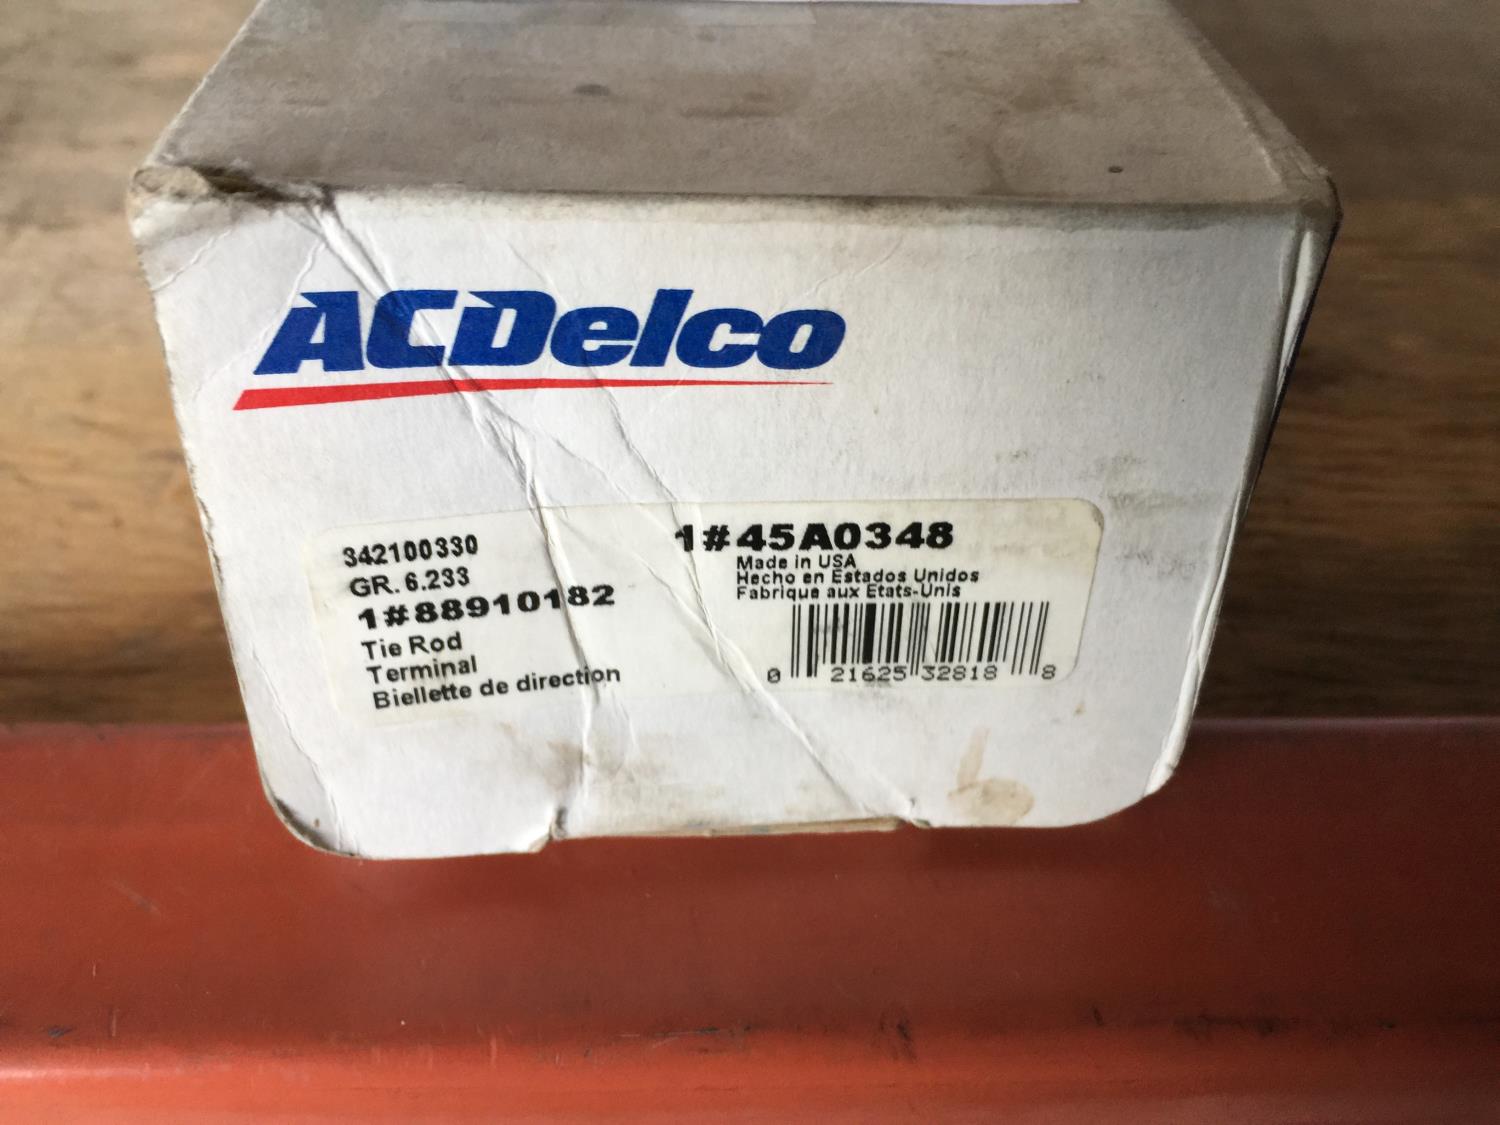 ACDelco
342100330
GR. 6.233
1#88910182
Tie Rod
Terminal
Biellette de direction
1#45A0348
Made in USA
Hecho en Estados Unidos
Fabrique aux Etats-Unis
0 21625 32818 8